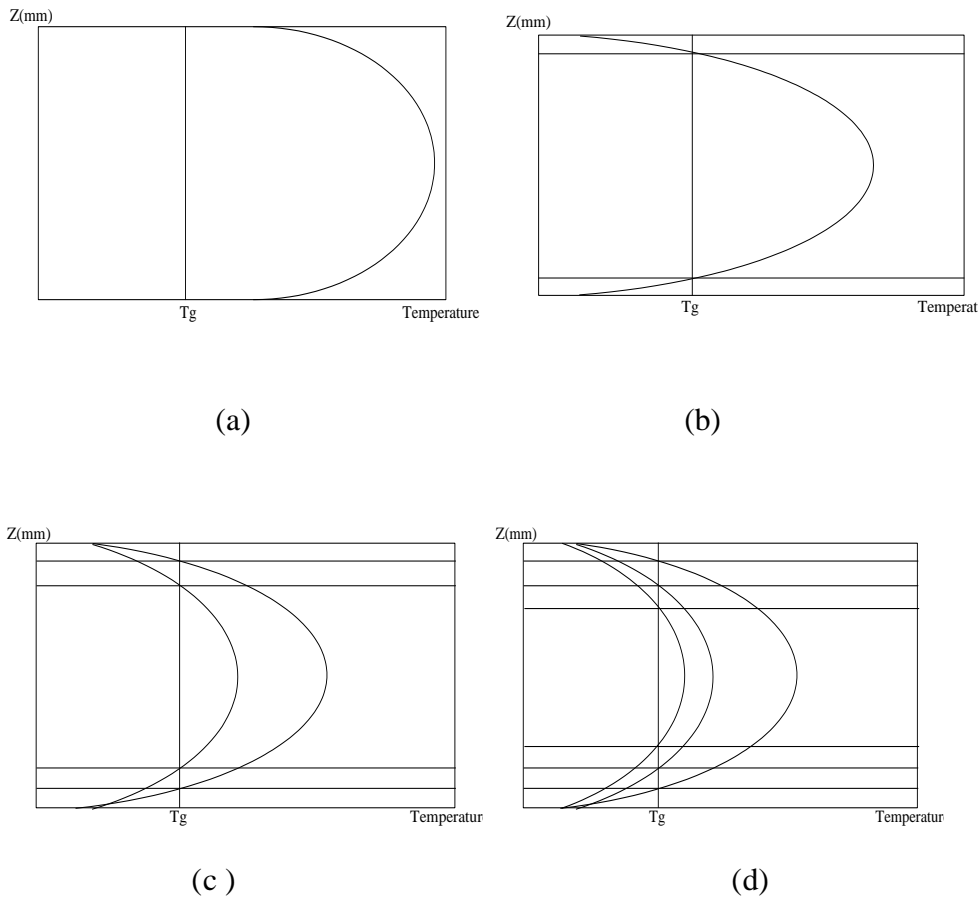 Z(mm)
Tg
Temperature
(a)
Z(mm)
Tg
Temperat
(b)
Z(mm)
Tg
Temperatur
(c )
Z(mm)
Tg
Temperatur
(d)